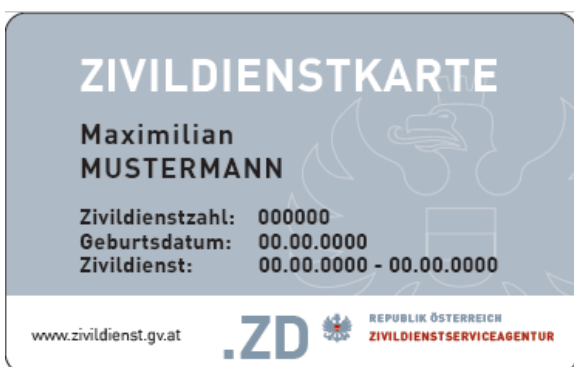 ZIVILDIENSTKARTE
Maximilian
MUSTERMANN
Zivildienstzahl: 000000
Geburtsdatum: 00.00.0000
Zivildienst: 00.00.0000 - 00.00.0000
www.zivildienst.gv.at
.ZD
REPUBLIK ÖSTERREICH
ZIVILDIENSTSERVICEAGENTUR